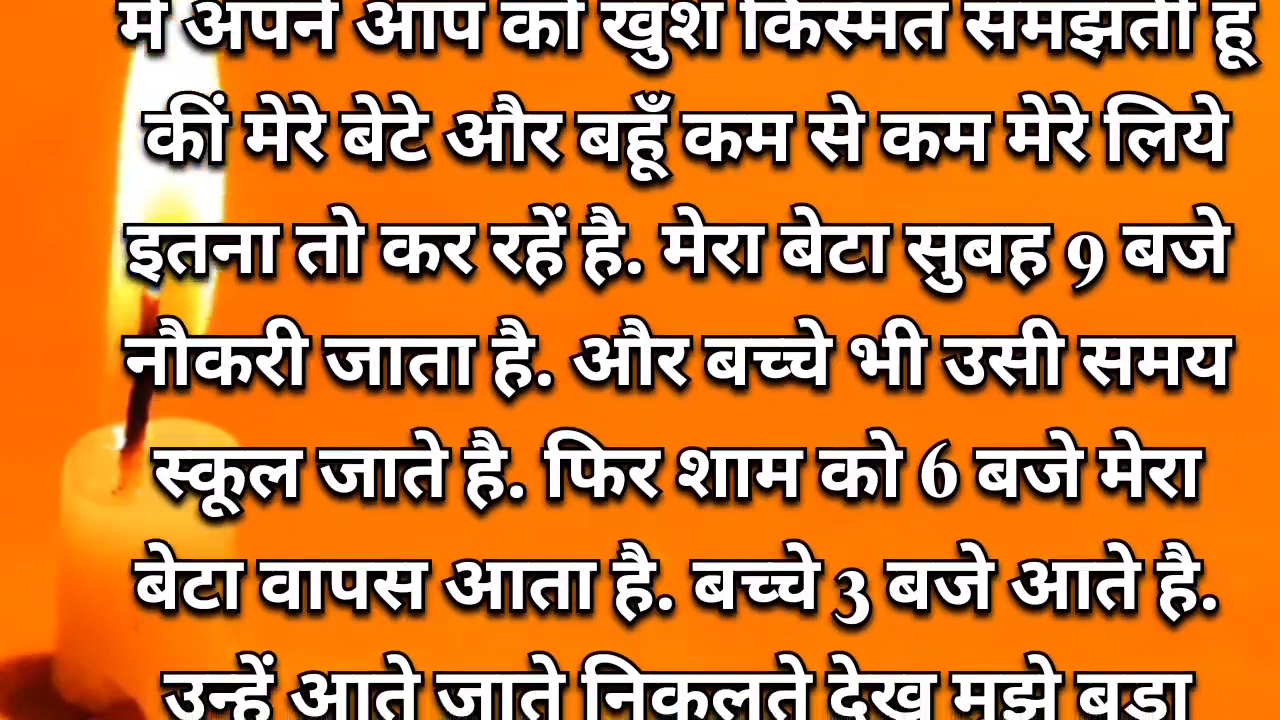 मैं अपने आप को खुश किस्मत समझती हूँ
कीं मेरे बेटे और बहूँ कम से कम मेरे लिये
इतना तो कर रहें है. मेरा बेटा सुबह 9 बजे
नौकरी जाता है. और बच्चे भी उसी समय
स्कूल जाते है. फिर शाम को 6 बजे मेरा
बेटा वापस आता है. बच्चे 3 बजे आते है.
उन्हें आते जाते निकलते देख मुझे बड़ा